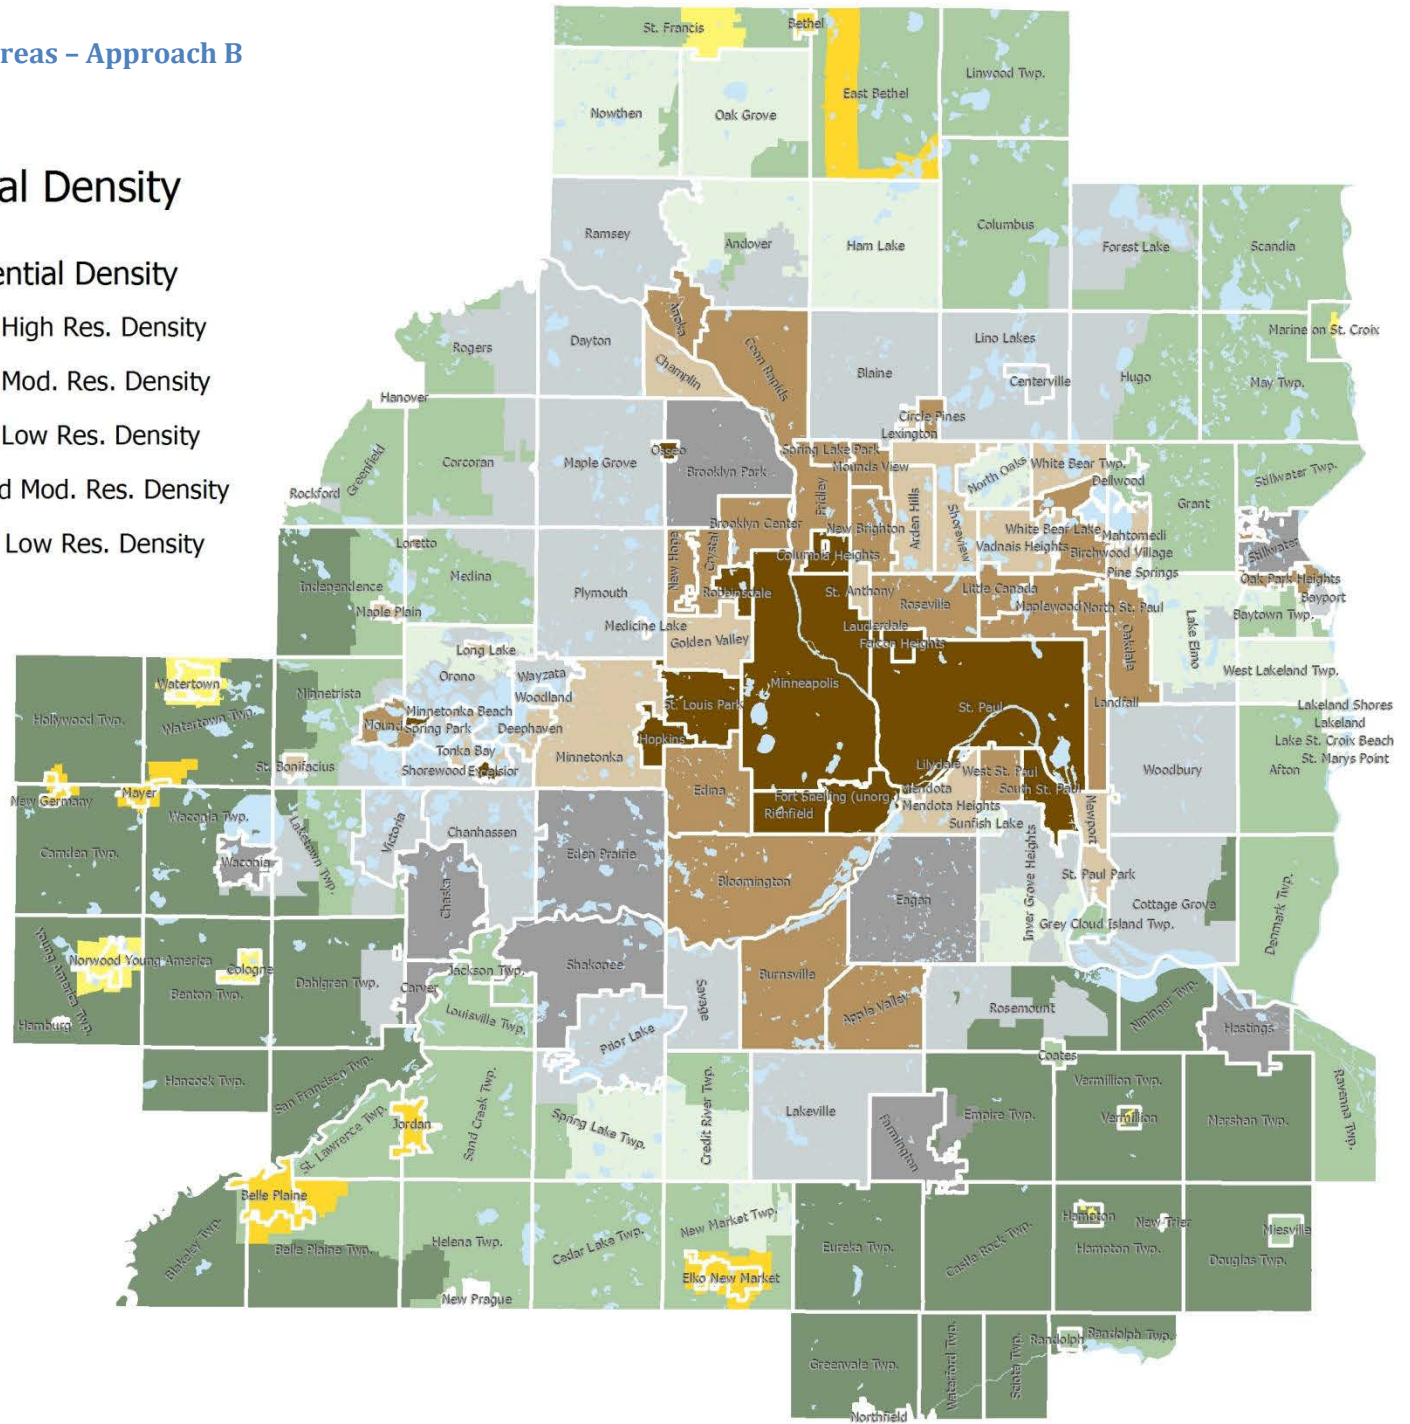 reas – Approach B
al Density
ential Density
High Res. Density
Mod. Res. Density
Low Res. Density
d Mod. Res. Density
Low Res. Density
St. Francis
Bethel
Nowthen
Oak Grove
East Bethel
Linwood Twp.
Ramsey
Andover
Ham Lake
Columbus
Forest Lake
Scandia
Rogers
Dayton
Anoka
Champlin
Coon Rapids
Blaine
Lino Lakes
Centerville
Hugo
May Twp.
Marine on St. Croix
Hanover
Circle Pines
Lexington
Greenfield
Rockford
Corcoran
Maple Grove
Osseo
Brooklyn Park
Spring Lake Park
Mounds View
Fridley
North Oaks
White Bear Twp.
Dellwood
Grant
Stillwater Twp.
Loretto
Independence
Medina
Maple Plain
Plymouth
New Hope
Crystal
Brooklyn Center
Robbinsdale
Columbia Heights
New Brighton
Arden Hills
Shoreview
White Bear Lake
Vadnais Heights
Mahtomedi
Birchwood Village
Pine Springs
Stillwater
Oak Park Heights
Bayport
Baytown Twp.
Medicine Lake
Golden Valley
St. Anthony
Roseville
Little Canada
Maplewood
North St. Paul
Lauderdale
Falcon Heights
Oakdale
Lake Elmo
West Lakeland Twp.
Long Lake
Orono
Wayzata
Woodland
Minnetonka Beach
Mound
Spring Park
Deephaven
Tonka Bay
Shorewood
Excelsior
Minnetonka
St. Louis Park
Hopkins
Minneapolis
St. Paul
Landfall
Lakeland Shores
Lakeland
Lake St. Croix Beach
St. Marys Point
Afton
Woodbury
Watertown
Hollywood Twp.
Watertown Twp.
Minnetrista
St. Bonifacius
New Germany
Mayer
Waconia Twp.
Camden Twp.
Waconia
Laketown Twp.
Victoria
Chanhassen
Chaska
Eden Prairie
Edina
Richfield
Fort Snelling (unorg.)
Lilydale
Mendota
Mendota Heights
West St. Paul
South St. Paul
Sunfish Lake
Newport
Bloomington
Eagan
Inver Grove Heights
St. Paul Park
Cottage Grove
Grey Cloud Island Twp.
Denmark Twp.
Young America Twp.
Norwood Young America
Cologne
Benton Twp.
Dahlgren Twp.
Carver
Jackson Twp.
Louisville Twp.
Shakopee
Prior Lake
Savage
Burnsville
Apple Valley
Rosemount
Coates
Nininger Twp.
Hastings
Hamburg
Hancock Twp.
San Francisco Twp.
St. Lawrence Twp.
Jordan
Sand Creek Twp.
Spring Lake Twp.
Credit River Twp.
Lakeville
Farmington
Empire Twp.
Vermillion Twp.
Vermillion
Marshan Twp.
Ravenna Twp.
Belle Plaine
Blakeley Twp.
Belle Plaine Twp.
Helena Twp.
New Prague
Cedar Lake Twp.
New Market Twp.
Elko New Market
Eureka Twp.
Castle Rock Twp.
Hampton
New Trier
Hampton Twp.
Miesville
Douglas Twp.
Greenvale Twp.
Waterford Twp.
Sciota Twp.
Randolph
Randolph Twp.
Northfield